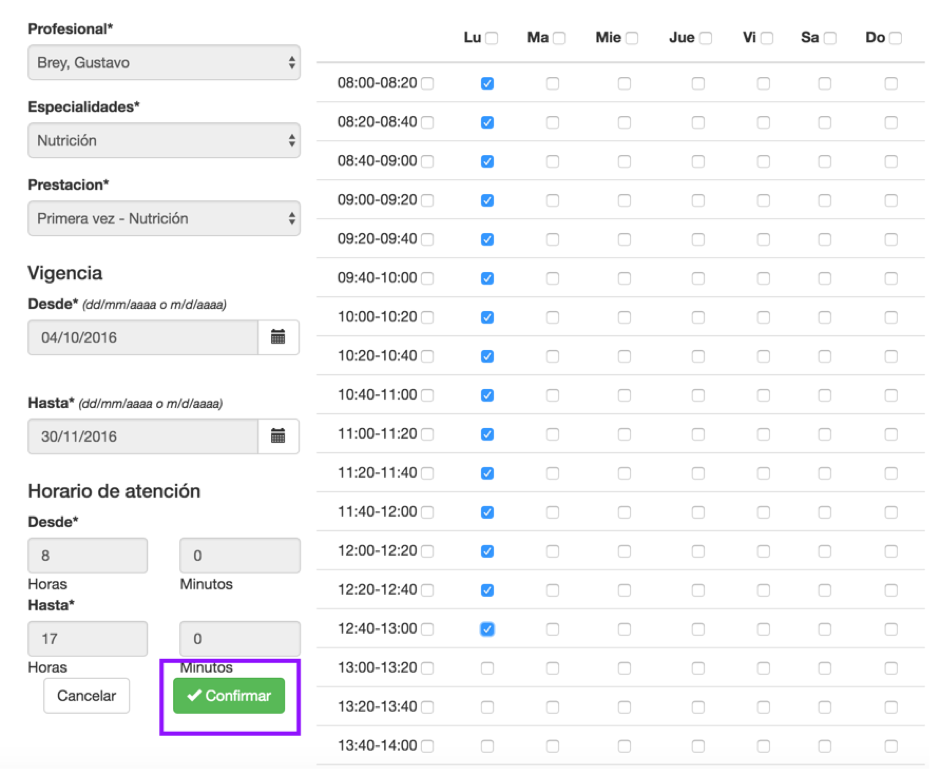 Profesional*
Brey, Gustavo
Especialidades*
Nutrición
Prestacion*
Primera vez - Nutrición
Vigencia
Desde* (dd/mm/aaaa o m/d/aaaa)
04/10/2016
Hasta* (dd/mm/aaaa o m/d/aaaa)
30/11/2016
Horario de atención
Desde*
8 0
Horas Minutos
Hasta*
17 0
Horas Minutos
Cancelar Confirmar
Lu Ma Mie Jue Vi Sa Do
08:00-08:20
08:20-08:40
08:40-09:00
09:00-09:20
09:20-09:40
09:40-10:00
10:00-10:20
10:20-10:40
10:40-11:00
11:00-11:20
11:20-11:40
11:40-12:00
12:00-12:20
12:20-12:40
12:40-13:00
13:00-13:20
13:20-13:40
13:40-14:00